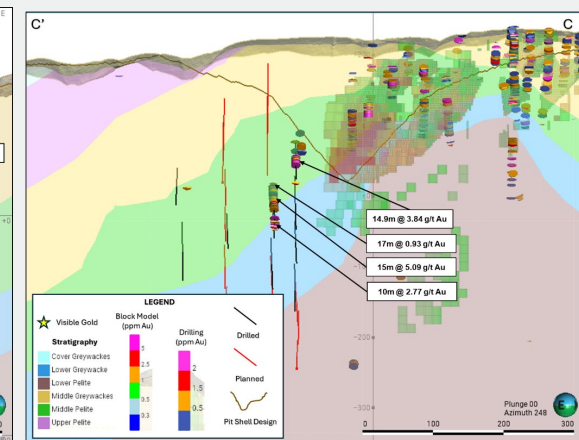 E
C'
C
14.9m @ 3.84 g/t Au
17m @ 0.93 g/t Au
15m @ 5.09 g/t Au
10m @ 2.77 g/t Au
+0
-200
-300
LEGEND
Visible Gold
Stratigraphy
Cover Greywackes
Lower Greywacke
Lower Pelite
Middle Greywackes
Middle Pelite
Upper Pelite
Block Model
(ppm Au)
5
2
1
0.5
0.3
Drilling
(ppm Au)
2
1.5
0.5
Drilled
Planned
Pit Shell Design
Plunge 00
Azimuth 248
E
0
100
200
300